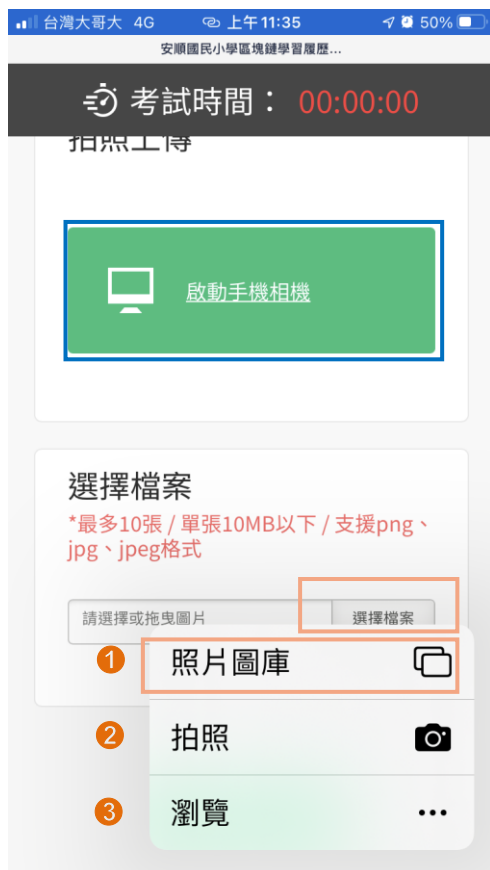 台灣大哥大 4G 上午11:35 50%
安順國民小學區塊鏈學習履歷...
考試時間： 00:00:00
拍照上傳
啟動手機相機
選擇檔案
*最多10張 / 單張10MB以下 / 支援png、
jpg、jpeg格式
請選擇或拖曳圖片 選擇檔案
1 照片圖庫
2 拍照
3 瀏覽